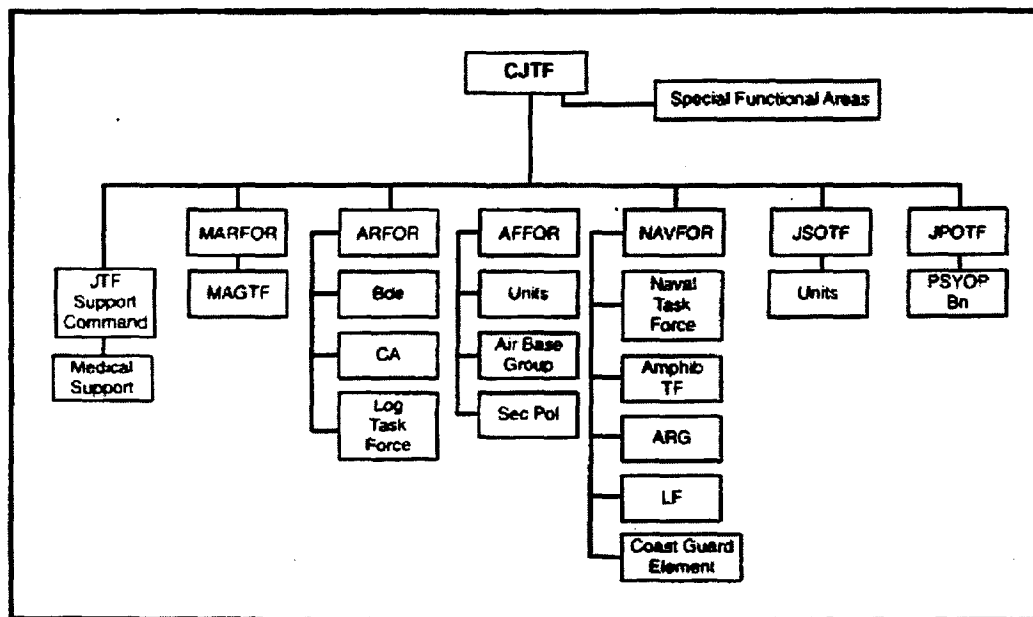 CJTF
Special Functional Areas
MARFOR
ARFOR
AFFOR
NAVFOR
JSOTF
JPOTF
JTF
Support
Command
MAGTF
Bde
Units
Naval
Task
Force
Units
PSYOP
Bn
Medical
Support
CA
Air Base
Group
Amphib
TF
Log
Task
Force
Sec Pol
ARG
LF
Coast Guard
Element